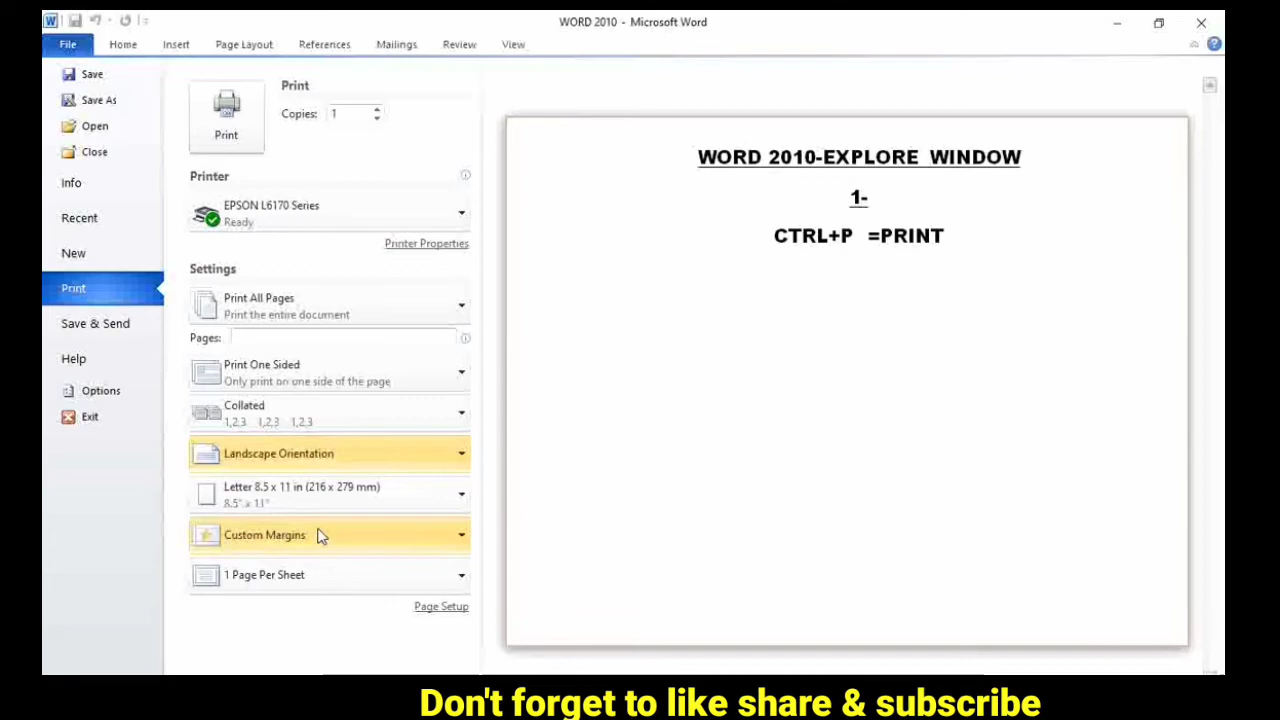 WORD 2010 - Microsoft Word
File Home Insert Page Layout References Mailings Review View
Save
Save As
Open
Close
Info
Recent
New
Print
Save & Send
Help
Options
Exit
Print
Copies: 1
Print
Printer
EPSON L6170 Series
Ready
Printer Properties
Settings
Print All Pages
Print the entire document
Pages:
Print One Sided
Only print on one side of the page
Collated
1,2,3 1,2,3 1,2,3
Landscape Orientation
Letter 8.5 x 11 in (216 x 279 mm)
8.5" x 11"
Custom Margins
1 Page Per Sheet
Page Setup
WORD 2010-EXPLORE WINDOW
1-
CTRL+P =PRINT
Don't forget to like share & subscribe